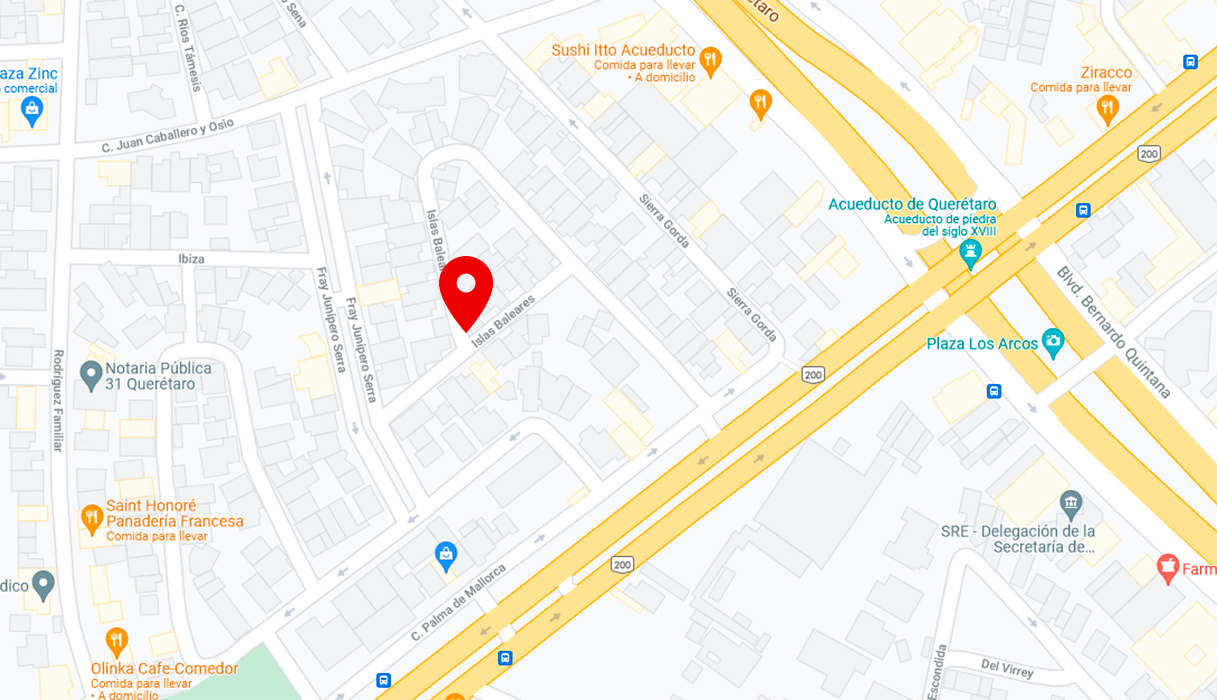 C. Ríos Támesis
Sena
etaro
Sushi Itto Acueducto
Comida para llevar
• A domicilio
aza Zinc
comercial
Ziracco
Comida para llevar
C. Juan Caballero y Osio
200
Acueducto de Querétaro
Acueducto de piedra
del siglo XVIII
Sierra Gorda
Islas Balea
Ibiza
Fray Junípero Serra
Fray Junípero Serra
Islas Baleares
Sierra Gorda
Blvd. Bernardo Quintana
Plaza Los Arcos
200
Rodríguez Familiar
Notaria Pública
31 Querétaro
Saint Honoré
Panadería Francesa
Comida para llevar
SRE - Delegación de la
Secretaría de...
200
Farm
dico
C. Palma de Mallorca
Olinka Cafe-Comedor
Comida para llevar
• A domicilio
Escondida
Del Virrey